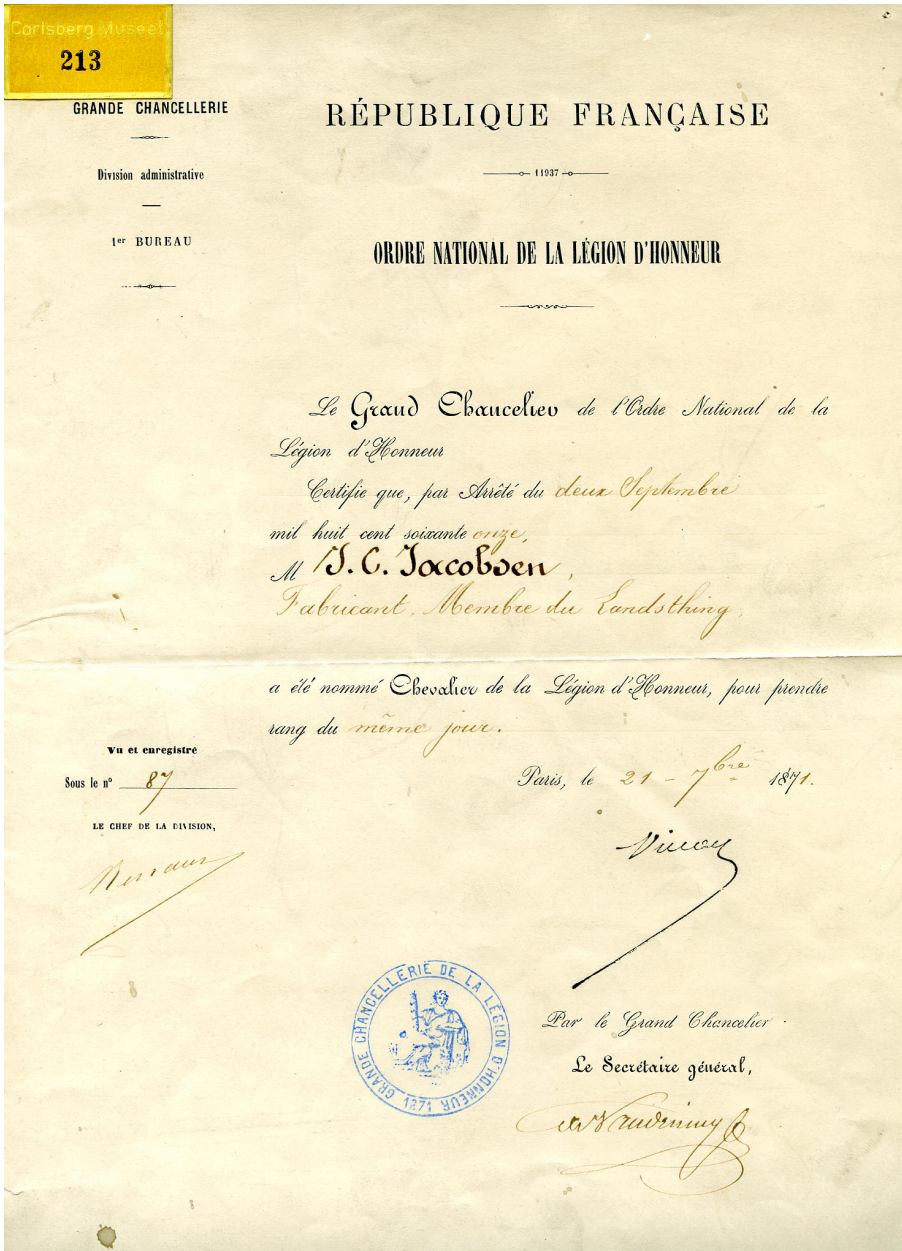 Carlsberg Museet
213
GRANDE CHANCELLERIE
Division administrative
1er BUREAU
RÉPUBLIQUE FRANÇAISE
11937
ORDRE NATIONAL DE LA LÉGION D'HONNEUR
Le Grand Chancelier de l'Ordre National de la
Légion d'Honneur
Certifie que, par Arrêté du deux Septembre
mil huit cent soixante onze,
M J. C. Jacobsen,
Fabricant, Membre du Landsthing,
a été nommé Chevalier de la Légion d'Honneur, pour prendre
rang du même jour.
Vu et enregistré
Sous le n° 87
LE CHEF DE LA DIVISION,
Paris, le 21 - 7bre 1871.
Vinoy
GRANDE CHANCELLERIE DE LA LÉGION D'HONNEUR
1871
Par le Grand Chancelier
Le Secrétaire général,